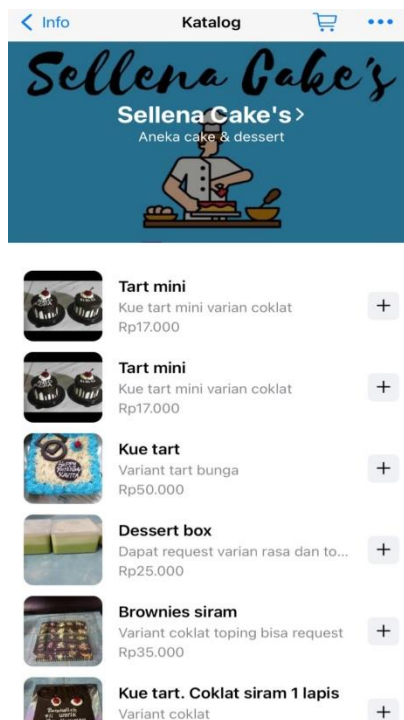 Info
Katalog
Sellena Cake's
Sellena Cake's
Aneka cake & dessert
Tart mini
Kue tart mini varian coklat
Rp17.000
Tart mini
Kue tart mini varian coklat
Rp17.000
Kue tart
Variant tart bunga
Rp50.000
Dessert box
Dapat request varian rasa dan to...
Rp25.000
Brownies siram
Variant coklat toping bisa request
Rp35.000
Kue tart. Coklat siram 1 lapis
Variant coklat